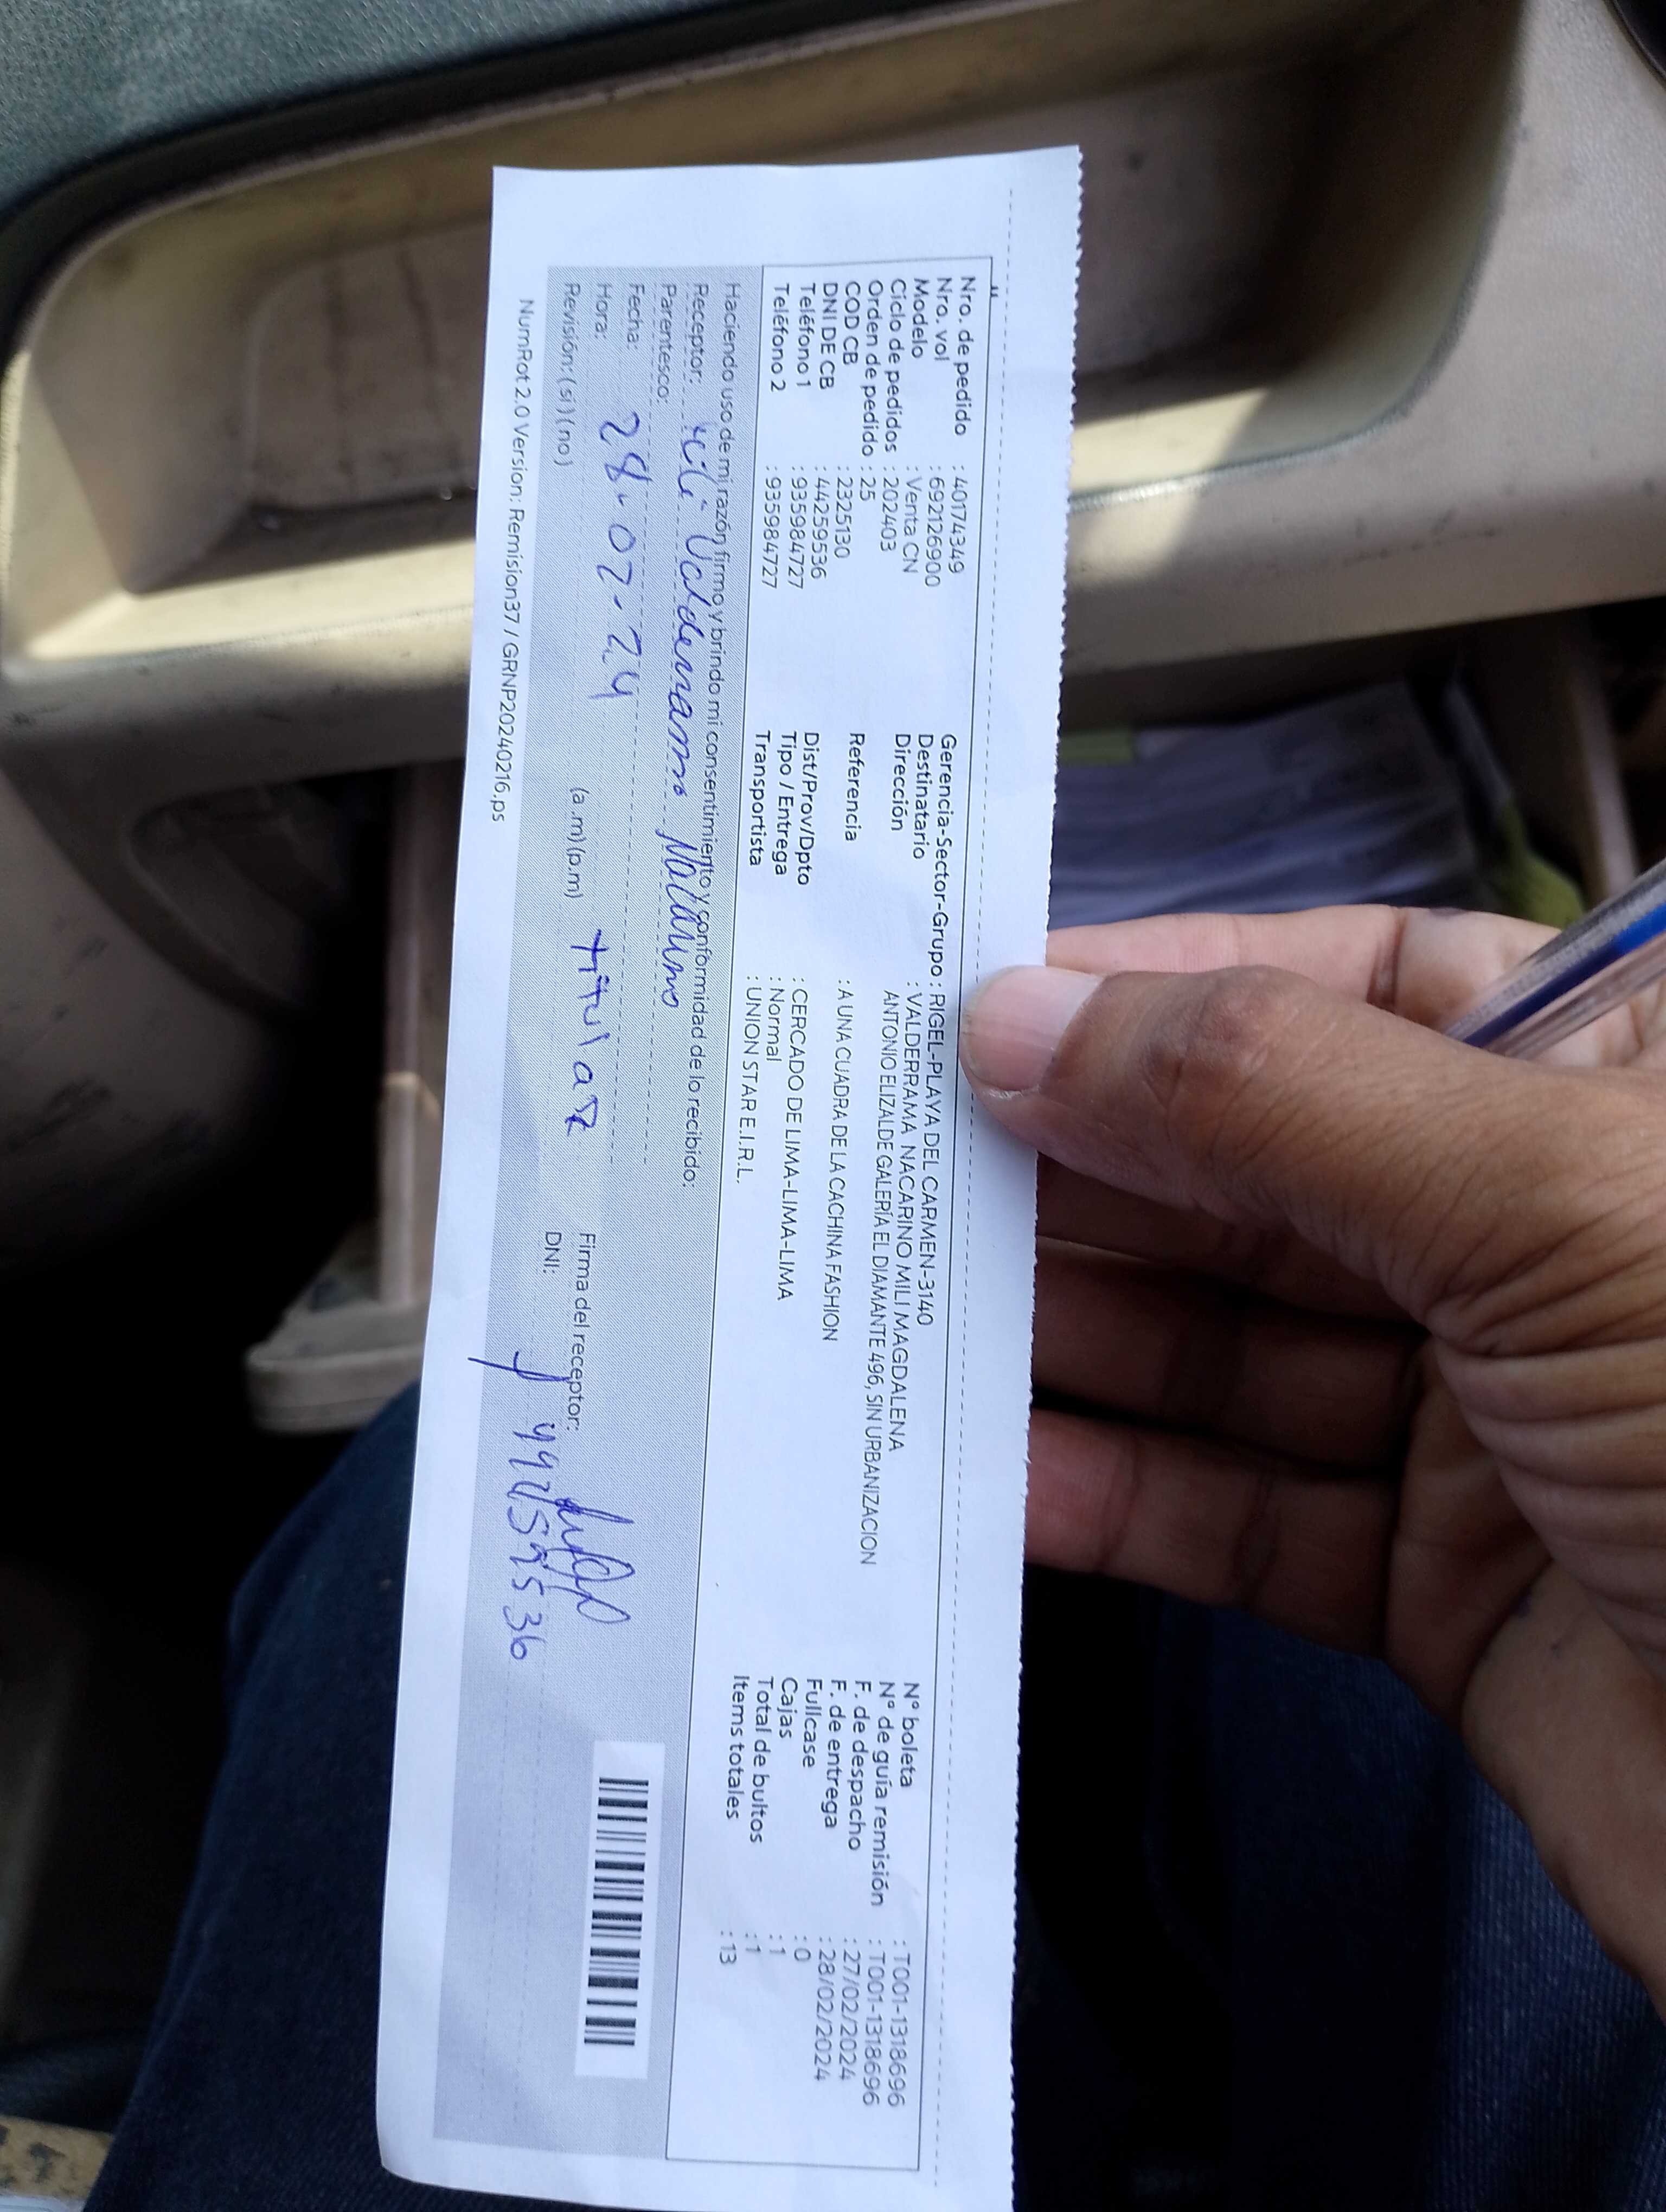 Nro. de pedido : 401743449
Nro. vol : 692126900
Modelo : Venta CN
Ciclo de pedidos : 202403
Orden de pedido : 25
COD CB : 2325130
DNI DE CB : 44259536
Teléfono 1 : 935984727
Teléfono 2 : 935984727
Gerencia-Sector-Grupo : RIGEL-PLAYA DEL CARMEN-3140
Destinatario : VALDERRAMA NACARINO MILI MAGDALENA
Dirección ANTONIO ELIZALDE GALERÍA EL DIAMANTE 496, SIN URBANIZACION
Referencia : A UNA CUADRA DE LA CACHINA FASHION
Dist/Prov/Dpto : CERCADO DE LIMA-LIMA-LIMA
Tipo / Entrega : Normal
Transportista : UNION STAR E.I.R.L.
N° boleta : T001-1318696
N° de guía remisión : T001-1318696
F. de despacho : 27/02/2024
F. de entrega : 28/02/2024
Fullcase : 0
Cajas : 1
Total de bultos : 1
Items totales : 13
Haciendo uso de mi razón firmo y brindo mi consentimiento y conformidad de lo recibido:
Receptor: Valderrama
Parentesco:
Fecha: 28-02-24
Hora: (a.m) (p.m) titular
Revisión: (si) (no)
Firma del receptor:
DNI: 44259536
NumRot 2.0 Version: Remision37 / GRNP20240216.ps